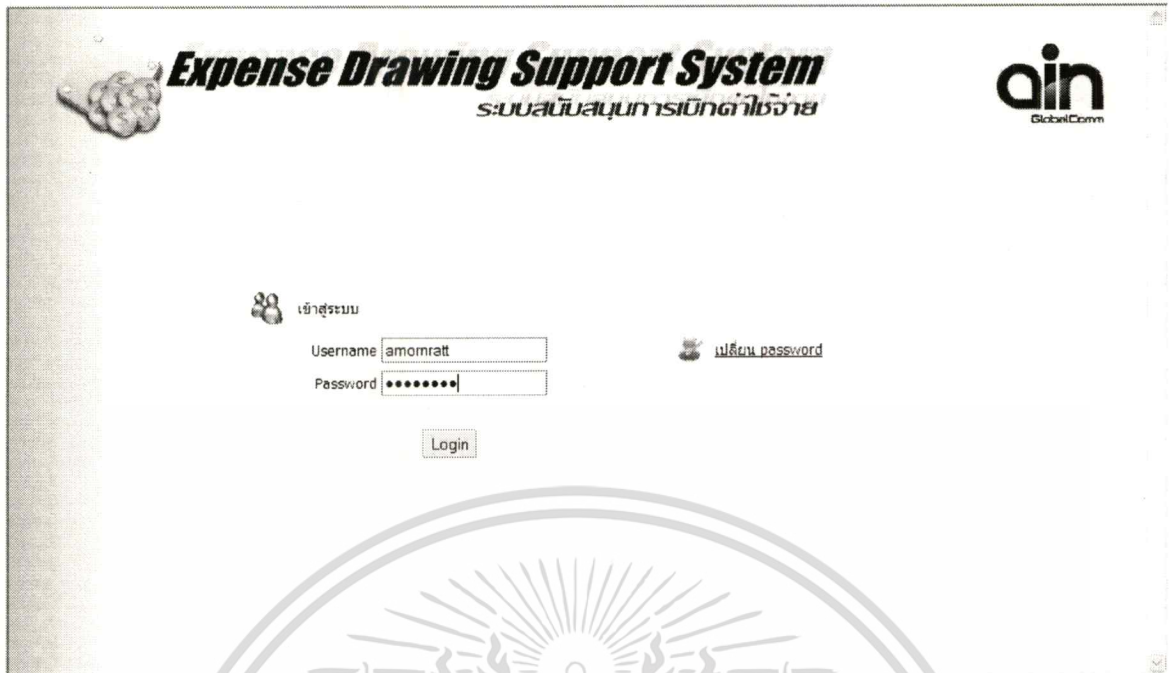 Expense Drawing Support System
ระบบสนับสนุนการเบิกค่าใช้จ่าย
ain
GlobalComm
เข้าสู่ระบบ
Username amornratt
เปลี่ยน password
Password ••••••••
Login